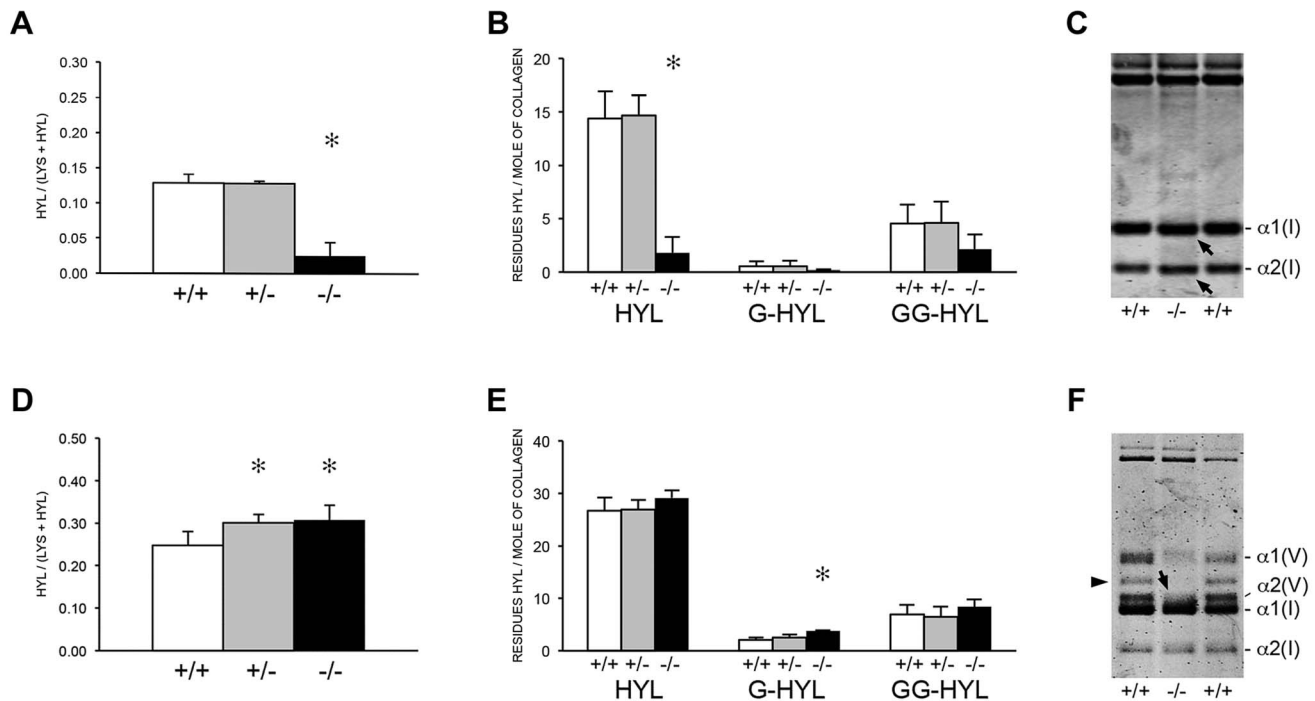 A
HYL / (LYS + HYL)
0.30
0.25
0.20
0.15
0.10
0.05
0.00
*
+/+ +/- -/-
B
RESIDUES HYL / MOLE OF COLLAGEN
20
15
10
5
0
*
+/+ +/- -/- +/+ +/- -/- +/+ +/- -/-
HYL G-HYL GG-HYL
C
- α1(I)
- α2(I)
+/+ -/- +/+
D
HYL / (LYS + HYL)
0.50
0.40
0.30
0.20
0.10
0.00
* *
+/+ +/- -/-
E
RESIDUES HYL / MOLE OF COLLAGEN
40
30
20
10
0
*
+/+ +/- -/- +/+ +/- -/- +/+ +/- -/-
HYL G-HYL GG-HYL
F
- α1(V)
α2(V)
- α1(I)
- α2(I)
+/+ -/- +/+